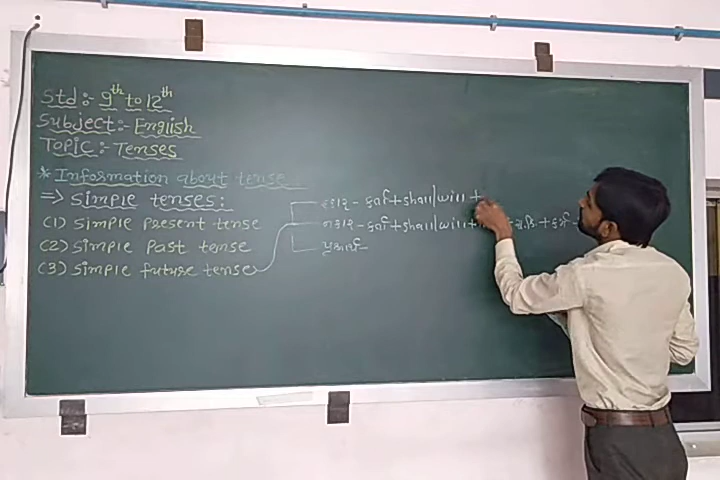 Std:- 9th to 12th
Subject:- English
TOPIC:- Tenses
* Information about tense
⇒ Simple tenses:
(1) Simple Present tense
(2) Simple Past tense
(3) Simple future tense
હકાર - કર્તા + shall/will +
નકાર - કર્તા + shall/will +
પ્રશ્નાર્થ -